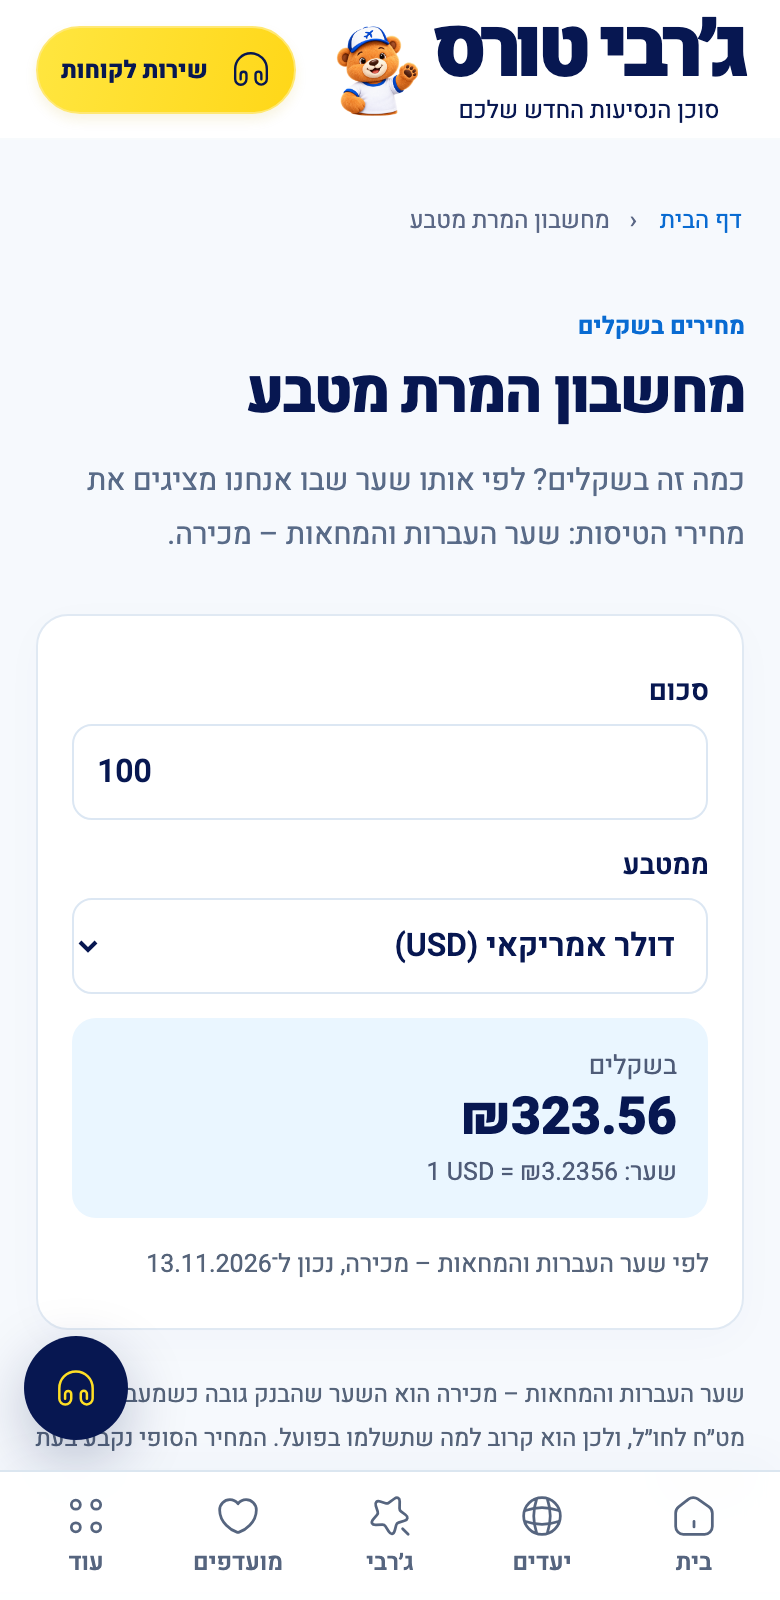 ג׳רבי טורס
סוכן הנסיעות החדש שלכם
שירות לקוחות
דף הבית › מחשבון המרת מטבע
מחירים בשקלים
מחשבון המרת מטבע
כמה זה בשקלים? לפי אותו שער שבו אנחנו מציגים את
מחירי הטיסות: שער העברות והמחאות – מכירה.
סכום
100
ממטבע
דולר אמריקאי (USD)
בשקלים
₪323.56
שער: 1 USD = ₪3.2356
לפי שער העברות והמחאות – מכירה, נכון ל־13.11.2026
שער העברות והמחאות – מכירה הוא השער שהבנק גובה
מט״ח לחו״ל, ולכן הוא קרוב למה שתשלמו בפועל. המחיר הסופי נקבע בעת
בית
יעדים
ג׳רבי
מועדפים
עוד